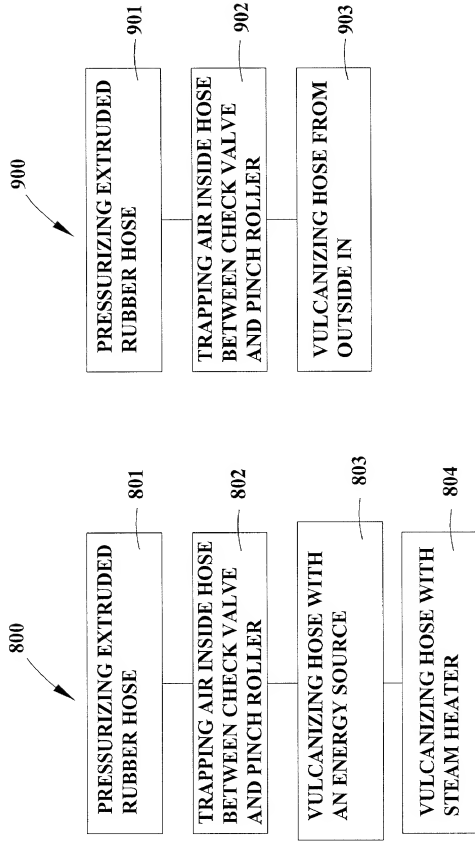 800
PRESSURIZING EXTRUDED
RUBBER HOSE
801
TRAPPING AIR INSIDE HOSE
BETWEEN CHECK VALVE
AND PINCH ROLLER
802
VULCANIZING HOSE WITH
AN ENERGY SOURCE
803
VULCANIZING HOSE WITH
STEAM HEATER
804
900
PRESSURIZING EXTRUDED
RUBBER HOSE
901
TRAPPING AIR INSIDE HOSE
BETWEEN CHECK VALVE
AND PINCH ROLLER
902
VULCANIZING HOSE FROM
OUTSIDE IN
903